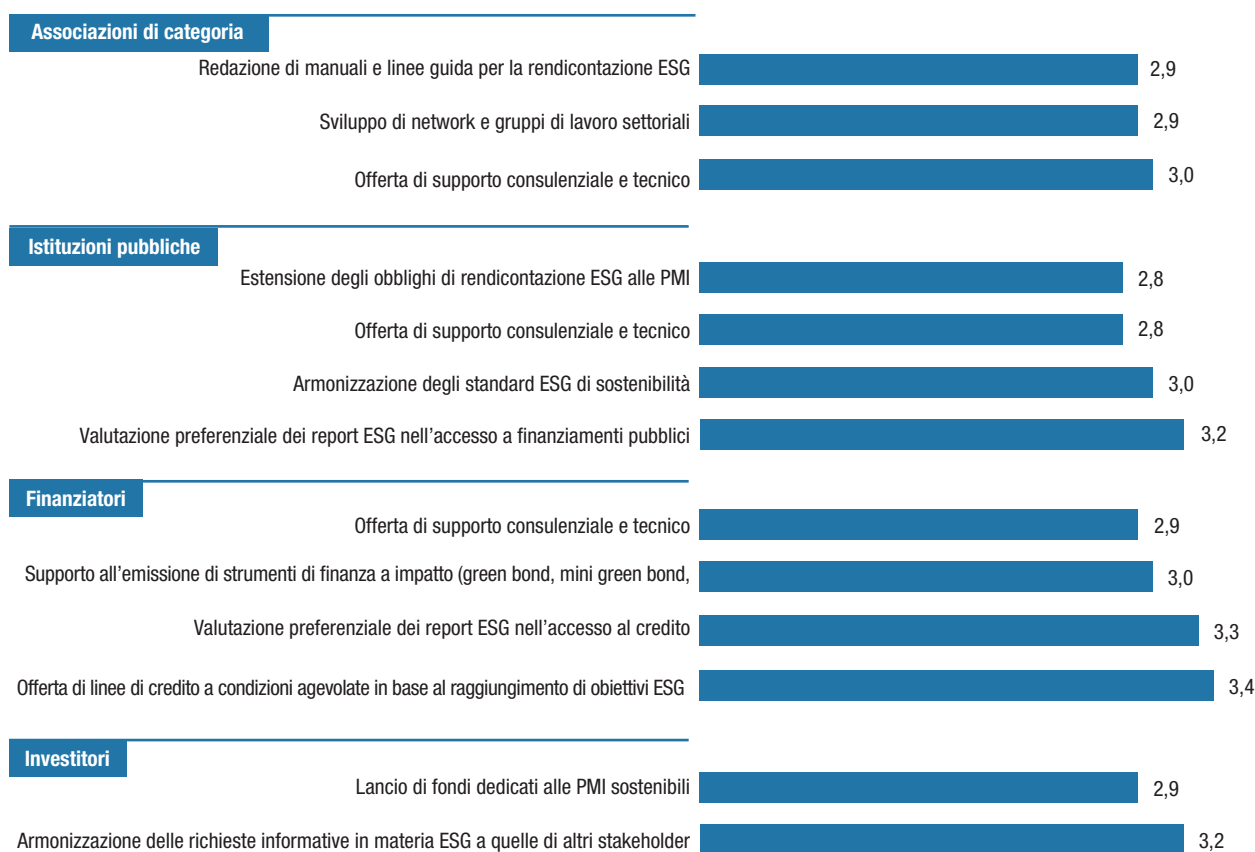 Associazioni di categoria
Redazione di manuali e linee guida per la rendicontazione ESG 2,9
Sviluppo di network e gruppi di lavoro settoriali 2,9
Offerta di supporto consulenziale e tecnico 3,0
Istituzioni pubbliche
Estensione degli obblighi di rendicontazione ESG alle PMI 2,8
Offerta di supporto consulenziale e tecnico 2,8
Armonizzazione degli standard ESG di sostenibilità 3,0
Valutazione preferenziale dei report ESG nell’accesso a finanziamenti pubblici 3,2
Finanziatori
Offerta di supporto consulenziale e tecnico 2,9
Supporto all’emissione di strumenti di finanza a impatto (green bond, mini green bond, 3,0
Valutazione preferenziale dei report ESG nell’accesso al credito 3,3
Offerta di linee di credito a condizioni agevolate in base al raggiungimento di obiettivi ESG 3,4
Investitori
Lancio di fondi dedicati alle PMI sostenibili 2,9
Armonizzazione delle richieste informative in materia ESG a quelle di altri stakeholder 3,2